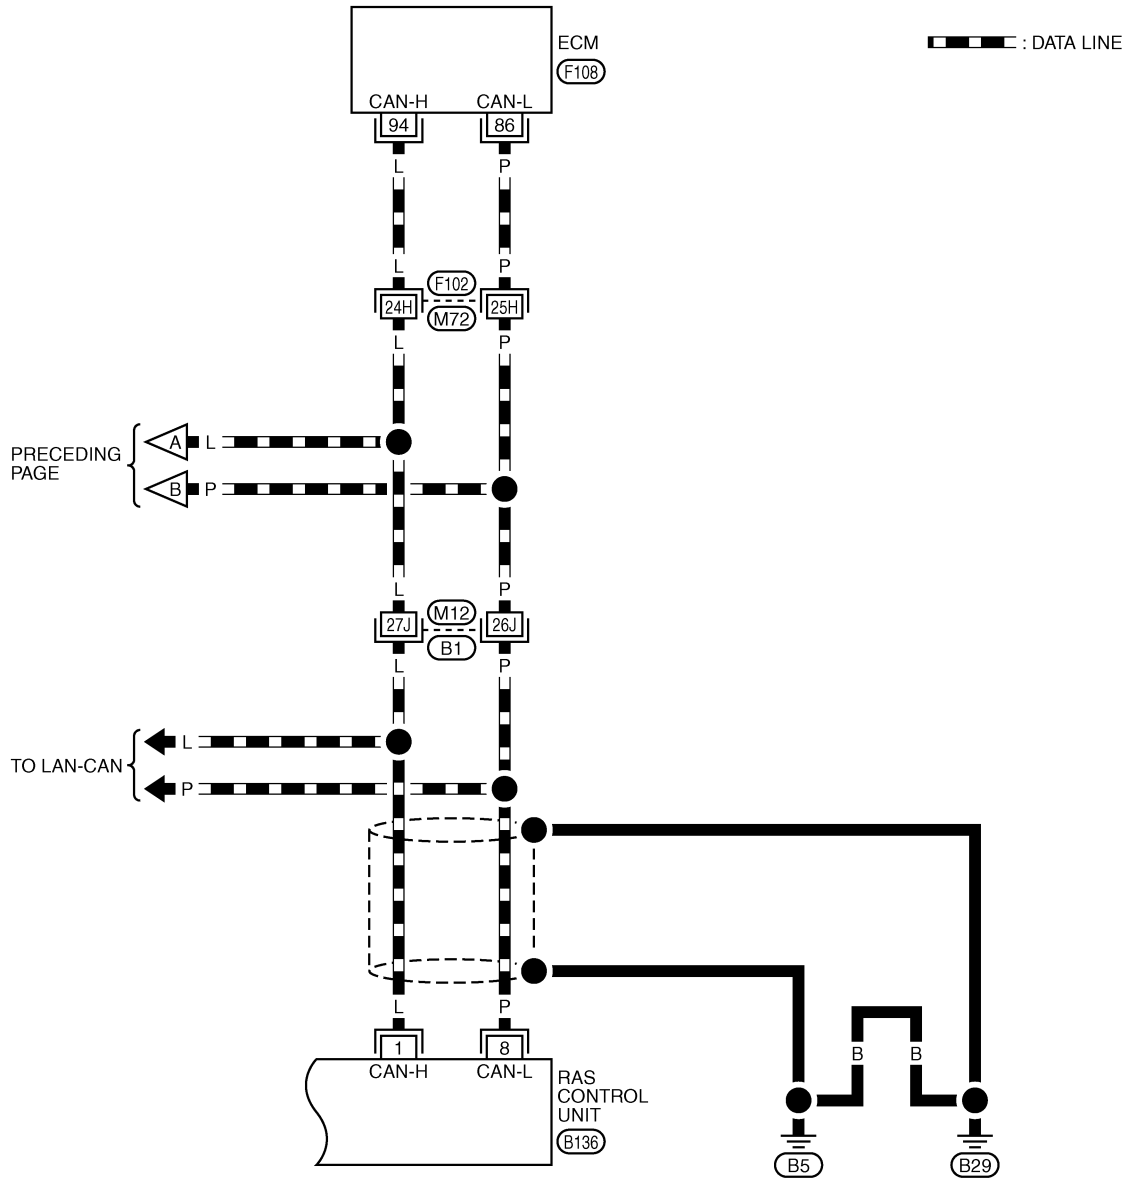 ECM
F108
: DATA LINE
CAN-H CAN-L
94 86
L P
L P
F102
24H 25H
M72
L P
PRECEDING
PAGE
A L
B P
L P
M12
27J 26J
B1
L P
TO LAN-CAN
L
P
L P
B B
1 8
CAN-H CAN-L
RAS
CONTROL
UNIT
B136
B5 B29